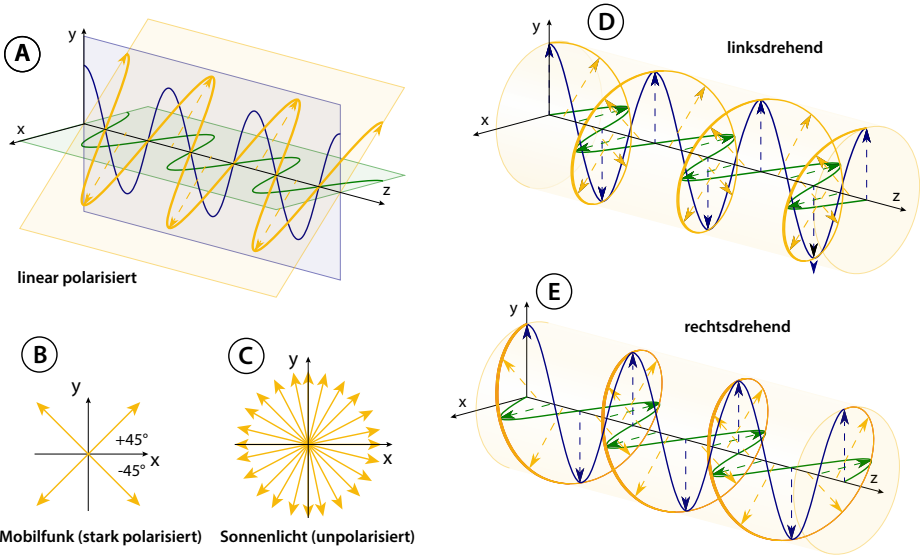 A
y
x
z
linear polarisiert
B
y
+45°
-45°
x
Mobilfunk (stark polarisiert)
C
y
x
Sonnenlicht (unpolarisiert)
D
y
linksdrehend
x
z
E
y
rechtsdrehend
x
z